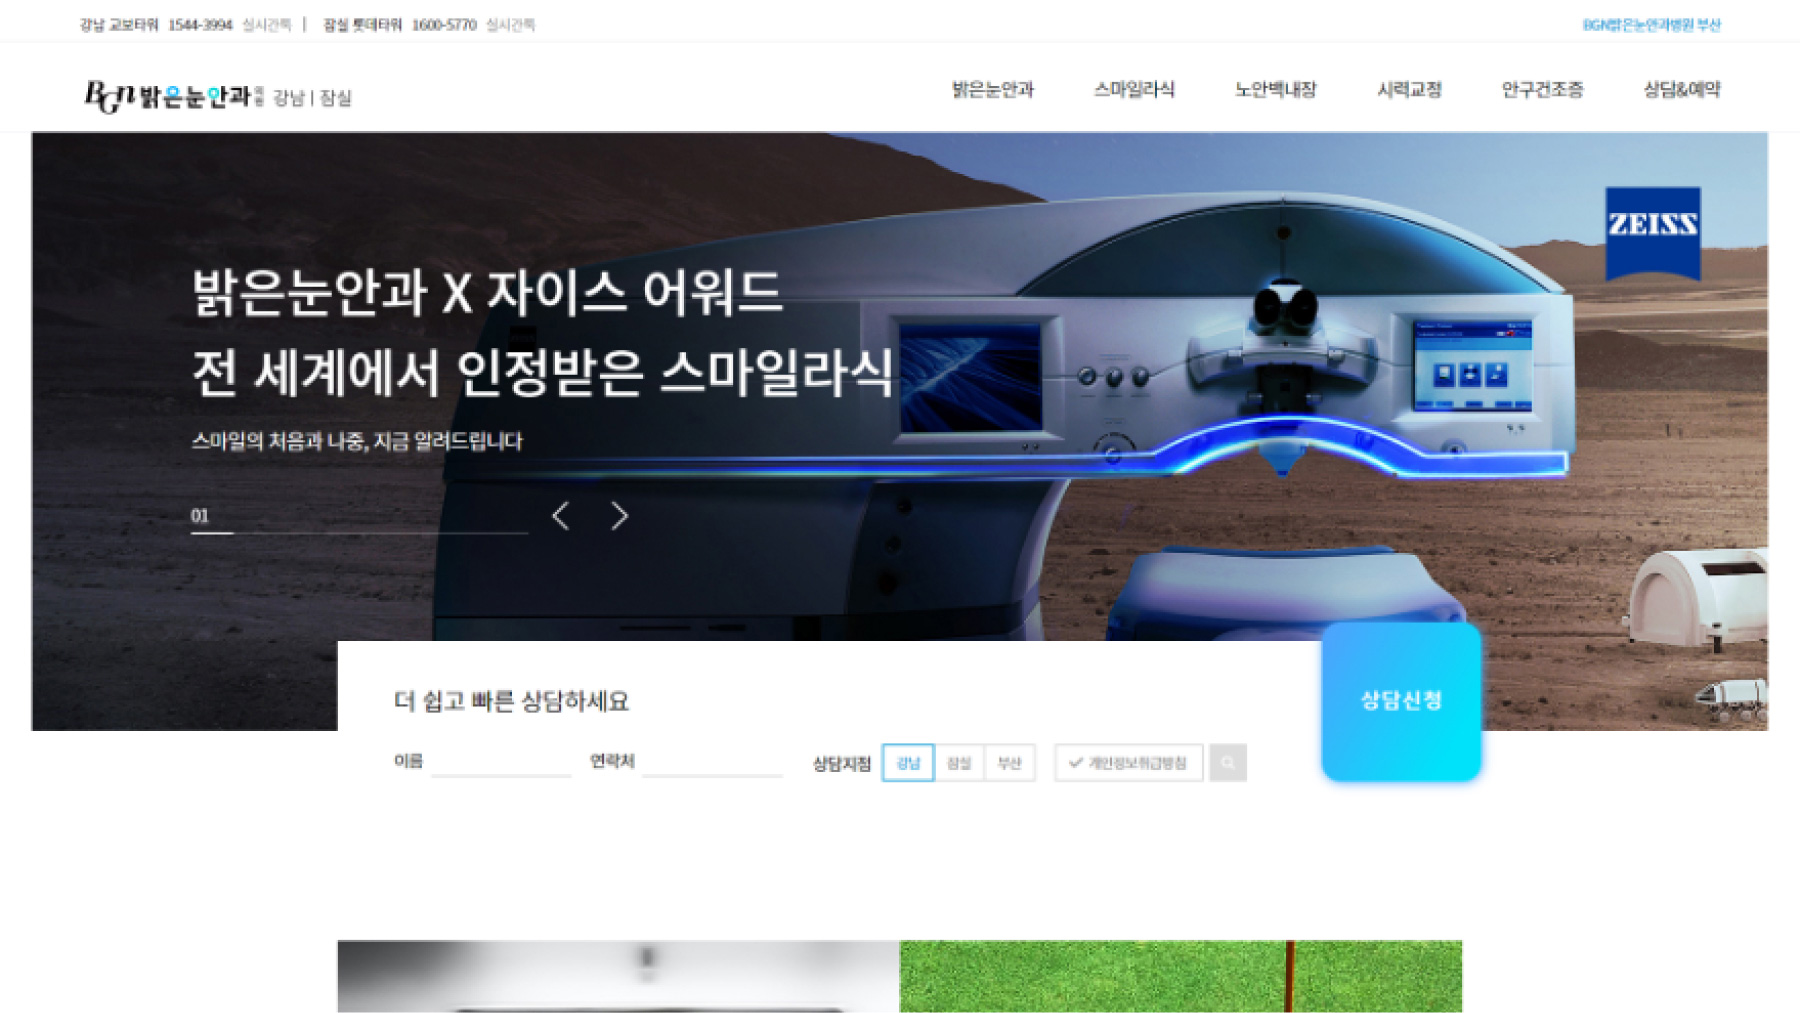 강남 교보타워 1544-3994 실시간톡 | 잠실 롯데타워 1600-5770 실시간톡
BGN밝은눈안과병원 부산
BGN 밝은눈안과의원 강남 | 잠실
밝은눈안과 스마일라식 노안백내장 시력교정 안구건조증 상담&예약
ZEISS
밝은눈안과 X 자이스 어워드
전 세계에서 인정받은 스마일라식
스마일의 처음과 나중, 지금 알려드립니다
01
더 쉽고 빠른 상담하세요
상담신청
이름 연락처 상담지점 강남 잠실 부산 개인정보취급방침